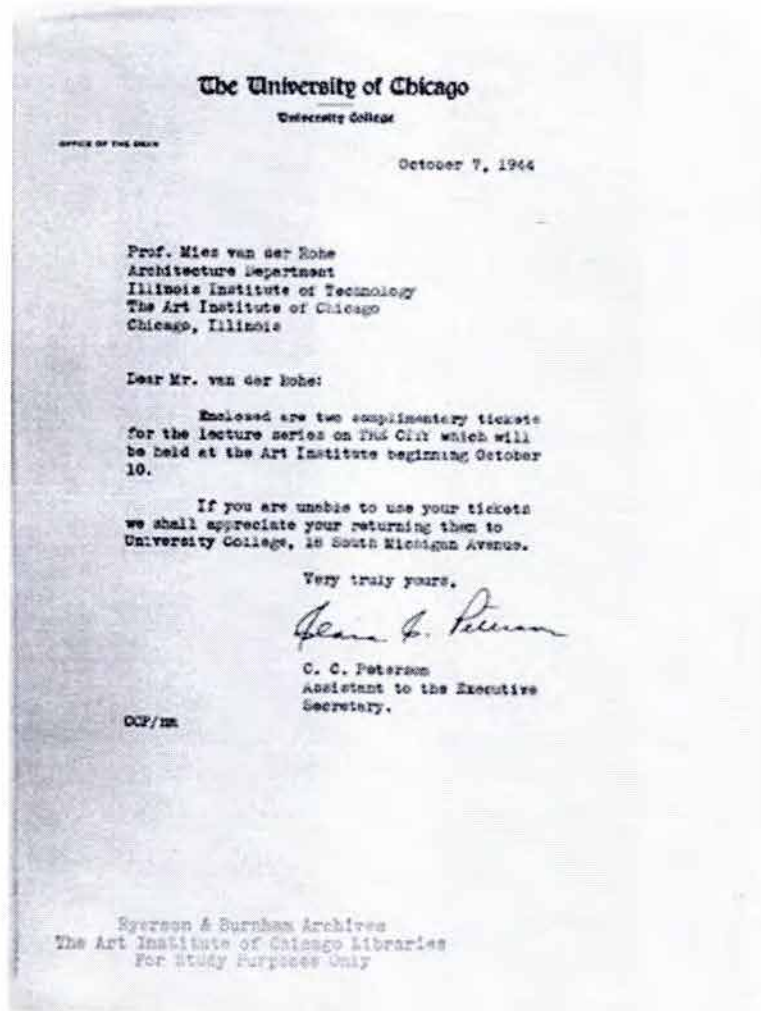 The University of Chicago
University College
OFFICE OF THE DEAN
October 7, 1944
Prof. Mies van der Rohe
Architecture Department
Illinois Institute of Technology
The Art Institute of Chicago
Chicago, Illinois
Dear Mr. van der Rohe:
Enclosed are two complimentary tickets
for the lecture series on THE CITY which will
be held at the Art Institute beginning October
10.
If you are unable to use your tickets
we shall appreciate your returning them to
University College, 18 South Michigan Avenue.
Very truly yours,
C. Peterson
C. C. Peterson
Assistant to the Executive
Secretary.
CCP/
Ryerson & Burnham Archives
The Art Institute of Chicago Libraries
For Study Purposes Only